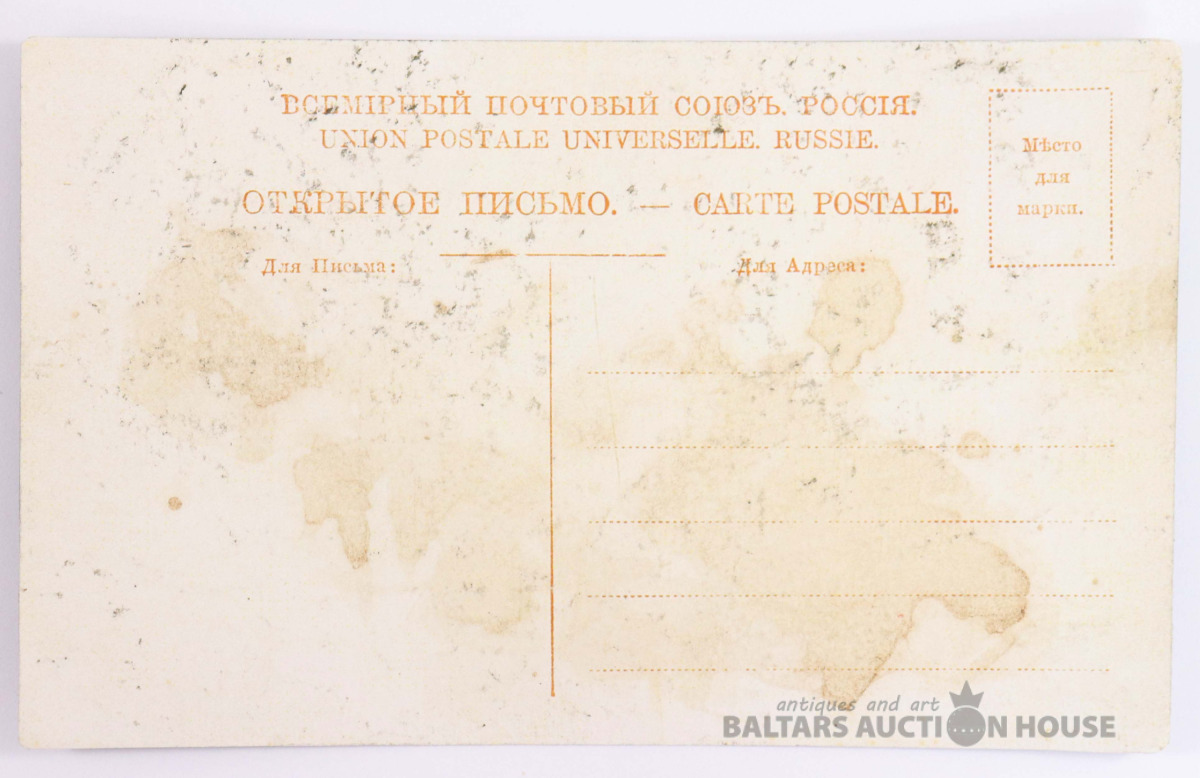 ВСЕМІРНЫЙ ПОЧТОВЫЙ СОЮЗЪ. РОССІЯ.
UNION POSTALE UNIVERSELLE. RUSSIE.
ОТКРЫТОЕ ПИСЬМО. — CARTE POSTALE.
Мѣсто
для
марки.
Для Письма:
Для Адреса:
antiques and art
BALTARS AUCTION HOUSE